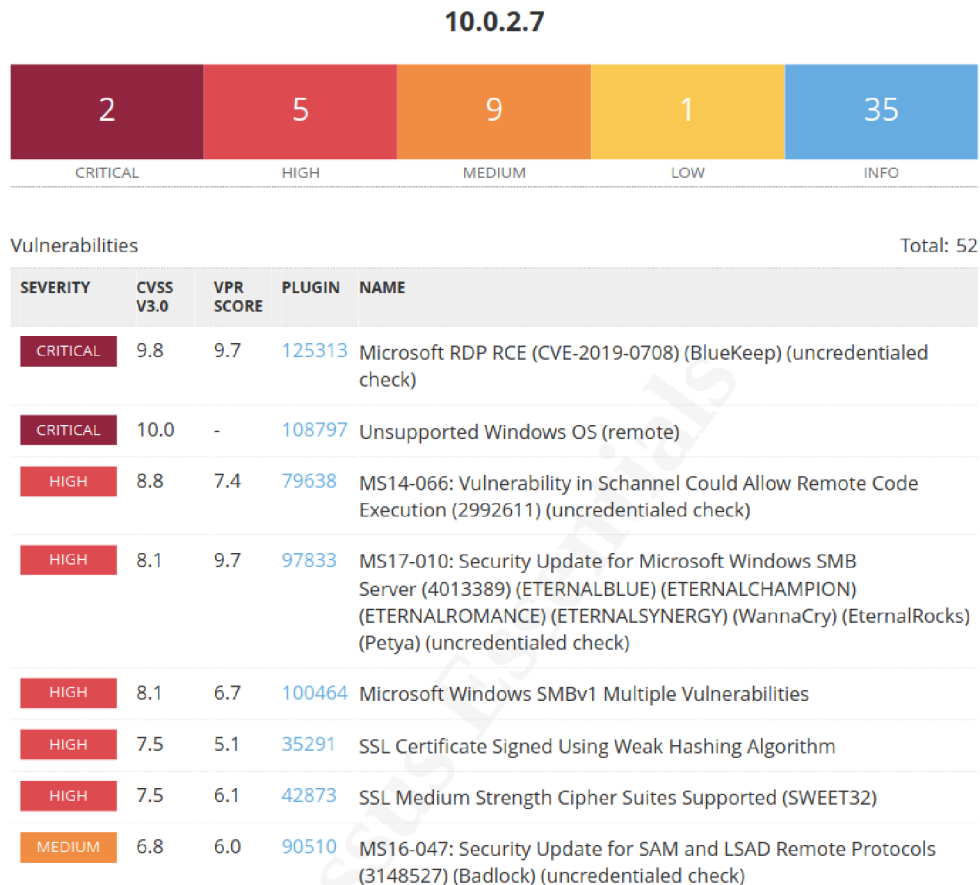 10.0.2.7
2 5 9 1 35
CRITICAL HIGH MEDIUM LOW INFO
Vulnerabilities Total: 52
SEVERITY CVSS V3.0 VPR SCORE PLUGIN NAME
CRITICAL 9.8 9.7 125313 Microsoft RDP RCE (CVE-2019-0708) (BlueKeep) (uncredentialed
check)
CRITICAL 10.0 - 108797 Unsupported Windows OS (remote)
HIGH 8.8 7.4 79638 MS14-066: Vulnerability in Schannel Could Allow Remote Code
Execution (2992611) (uncredentialed check)
HIGH 8.1 9.7 97833 MS17-010: Security Update for Microsoft Windows SMB
Server (4013389) (ETERNALBLUE) (ETERNALCHAMPION)
(ETERNALROMANCE) (ETERNALSYNERGY) (WannaCry) (EternalRocks)
(Petya) (uncredentialed check)
HIGH 8.1 6.7 100464 Microsoft Windows SMBv1 Multiple Vulnerabilities
HIGH 7.5 5.1 35291 SSL Certificate Signed Using Weak Hashing Algorithm
HIGH 7.5 6.1 42873 SSL Medium Strength Cipher Suites Supported (SWEET32)
MEDIUM 6.8 6.0 90510 MS16-047: Security Update for SAM and LSAD Remote Protocols
(3148527) (Badlock) (uncredentialed check)